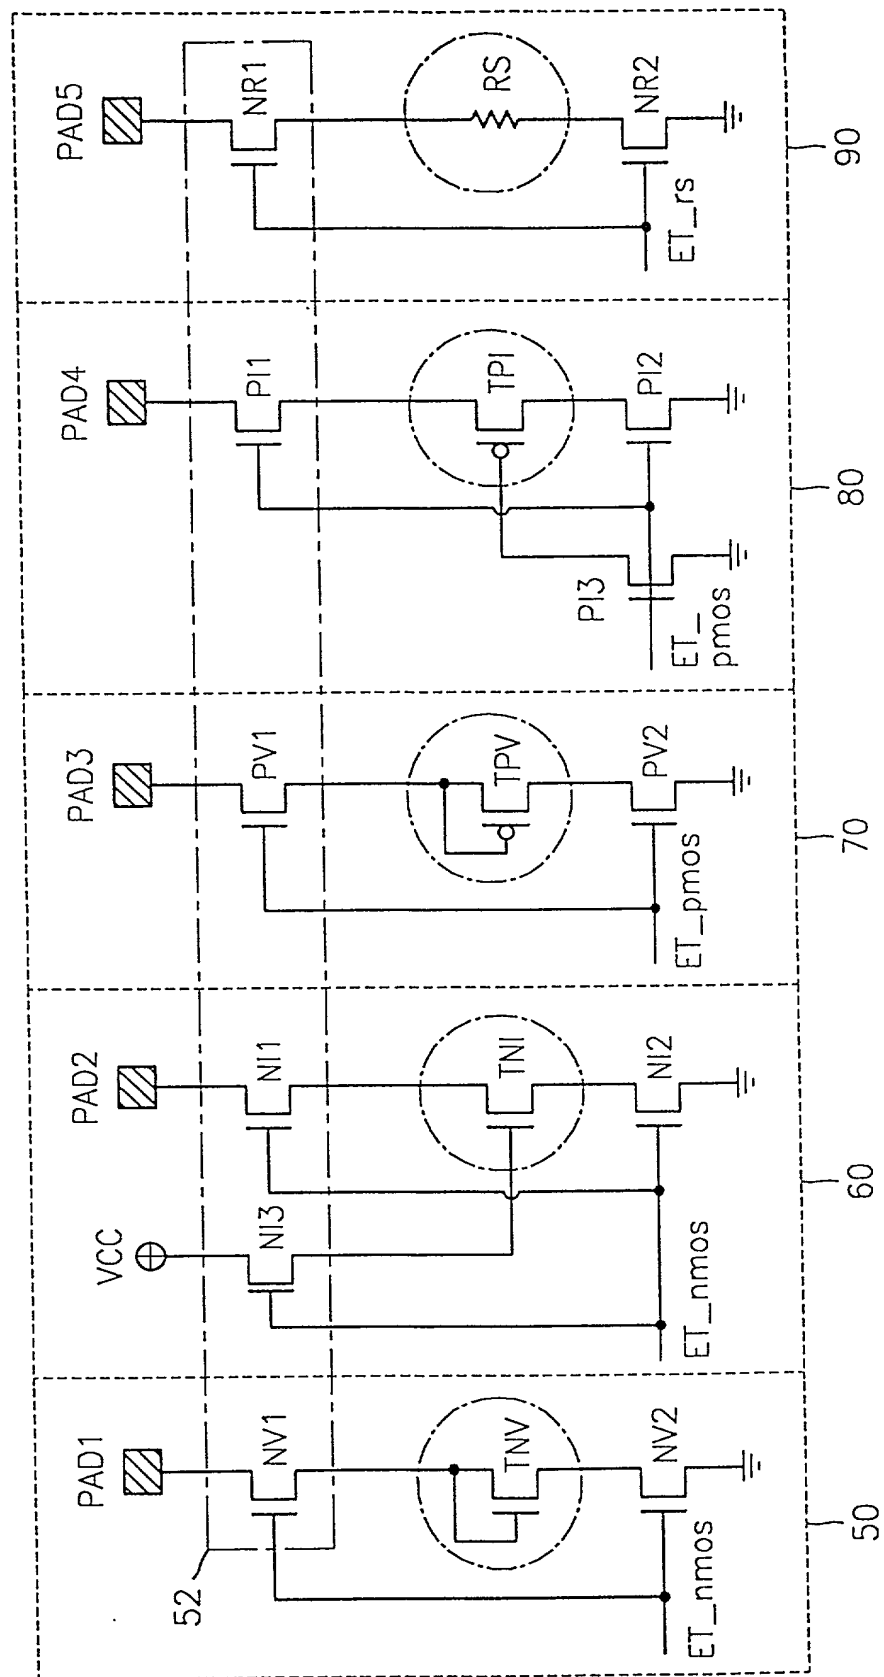 PAD1
NV1
52
TNV
NV2
ET_nmos
50
VCC
PAD2
NI3
NI1
TNI
NI2
ET_nmos
60
PAD3
PV1
TPV
PV2
ET_pmos
70
PAD4
PI1
TPI
PI2
PI3
ET_
pmos
80
PAD5
NR1
RS
NR2
ET_rs
90